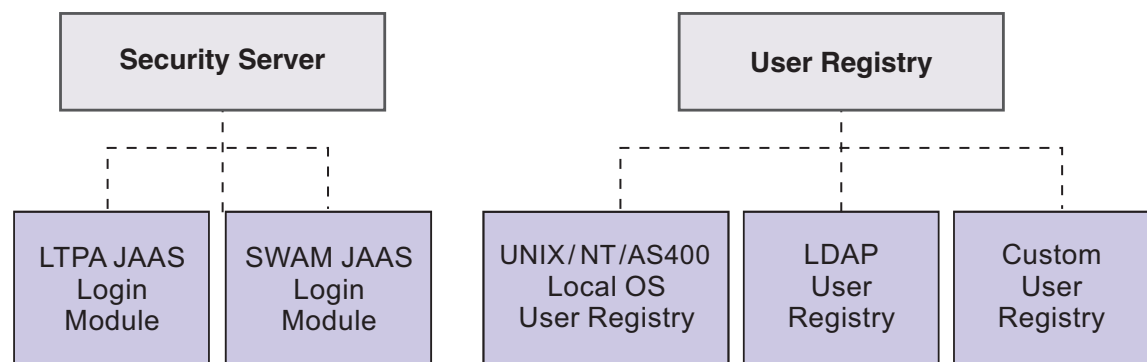 Security Server
User Registry
LTPA JAAS
Login
Module
SWAM JAAS
Login
Module
UNIX/NT/AS400
Local OS
User Registry
LDAP
User
Registry
Custom
User
Registry